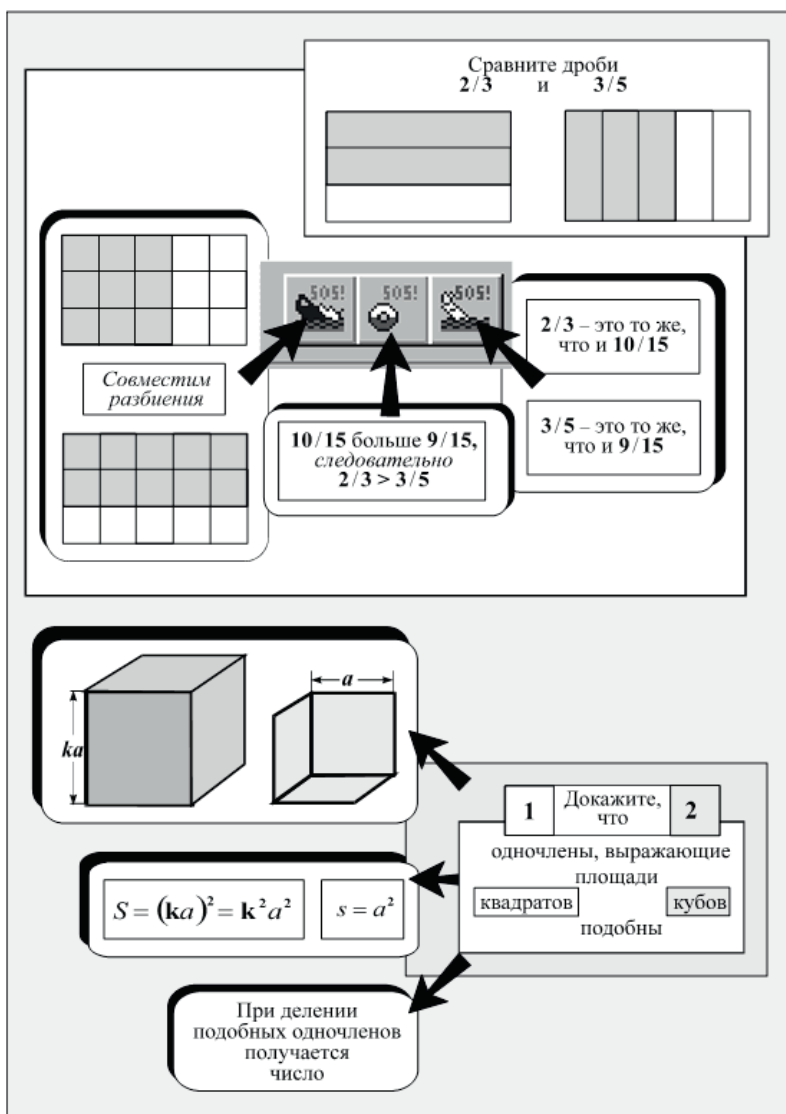 Сравните дроби
2/3 и 3/5
SOS!
SOS!
SOS!
Совместим
разбиения
10/15 больше 9/15,
следовательно
2/3 > 3/5
2/3 – это то же,
что и 10/15
3/5 – это то же,
что и 9/15
ka
a
1
Докажите,
что
2
одночлены, выражающие
площади
квадратов
кубов
подобны
S = (ka)² = k²a²
s = a²
При делении
подобных одночленов
получается
число